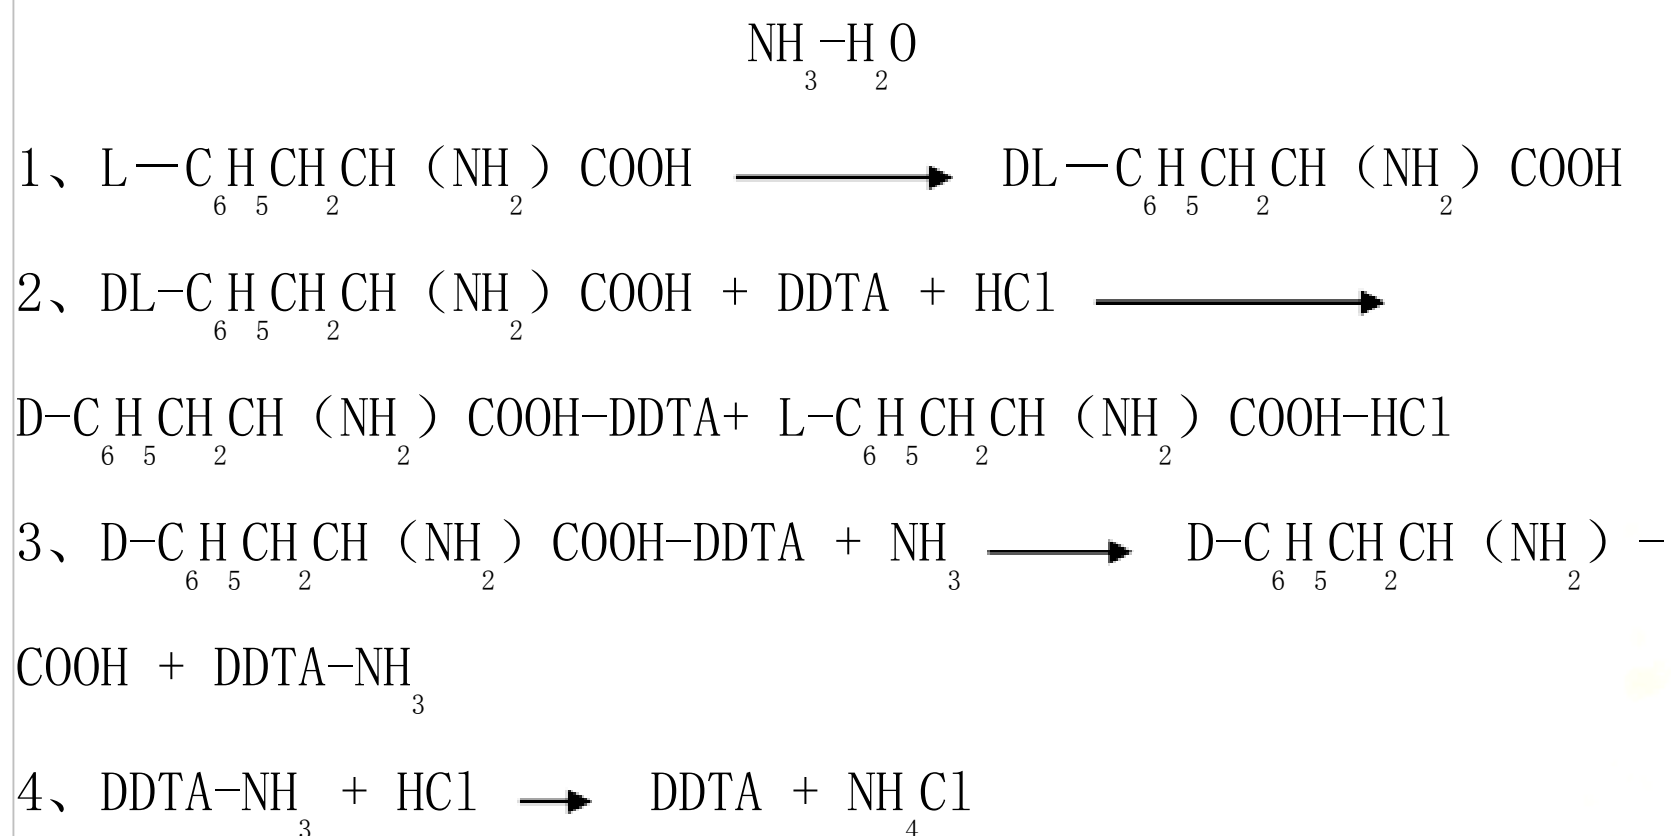 NH₃-H₂O
1、L—C₆H₅CH₂CH（NH₂）COOH ⟶ DL—C₆H₅CH₂CH（NH₂）COOH
2、DL-C₆H₅CH₂CH（NH₂）COOH + DDTA + HCl ⟶
D-C₆H₅CH₂CH（NH₂）COOH-DDTA+ L-C₆H₅CH₂CH（NH₂）COOH-HCl
3、D-C₆H₅CH₂CH（NH₂）COOH-DDTA + NH₃ ⟶ D-C₆H₅CH₂CH（NH₂）-
COOH + DDTA-NH₃
4、DDTA-NH₃ + HCl ⟶ DDTA + NH₄Cl